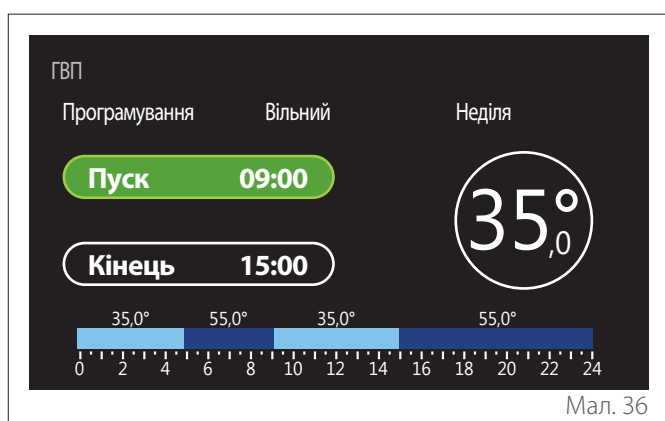 ГВП
Програмування Вільний Неділя
Пуск 09:00
35,0°
Кінець 15:00
35,0° 55,0° 35,0° 55,0°
0 2 4 6 8 10 12 14 16 18 20 22 24
Мал. 36